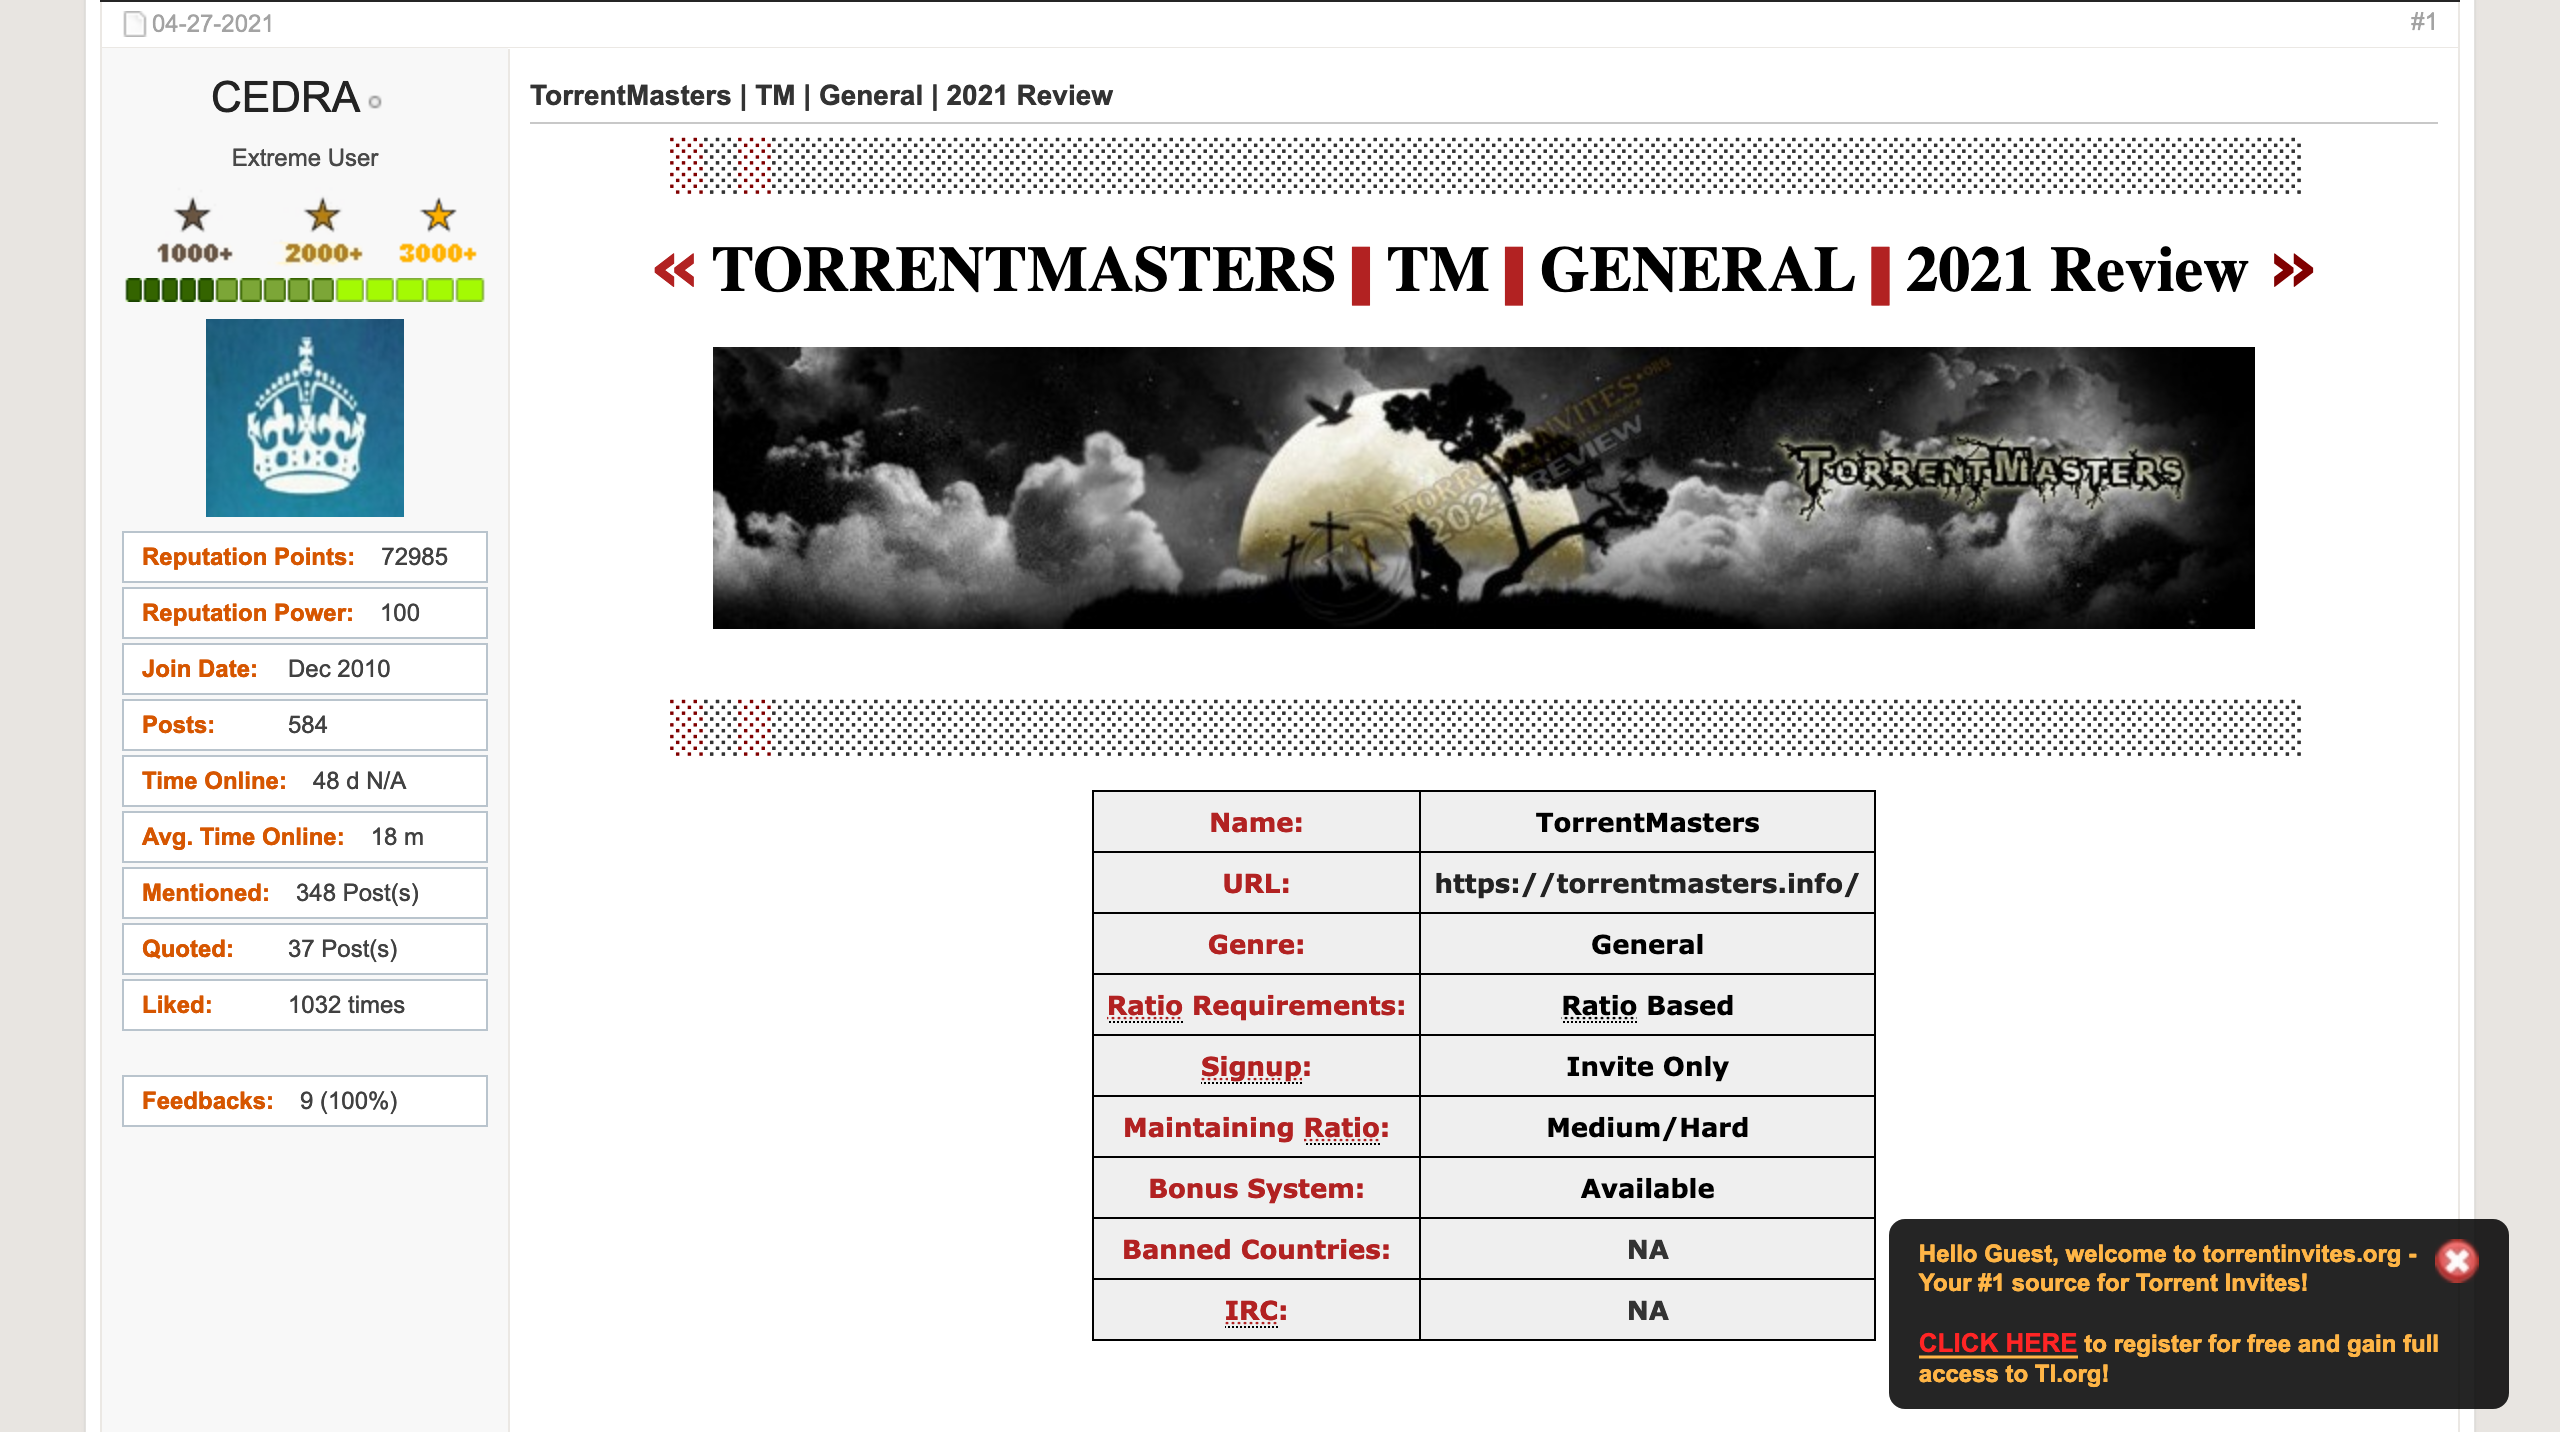 04-27-2021
#1
CEDRA
Extreme User
1000+ 2000+ 3000+
Reputation Points: 72985
Reputation Power: 100
Join Date: Dec 2010
Posts: 584
Time Online: 48 d N/A
Avg. Time Online: 18 m
Mentioned: 348 Post(s)
Quoted: 37 Post(s)
Liked: 1032 times
Feedbacks: 9 (100%)
TorrentMasters | TM | General | 2021 Review
« TORRENTMASTERS | TM | GENERAL | 2021 Review »
TORRENTINVITES.ORG
2021 REVIEW
TORRENTMASTERS
Name: TorrentMasters
URL: https://torrentmasters.info/
Genre: General
Ratio Requirements: Ratio Based
Signup: Invite Only
Maintaining Ratio: Medium/Hard
Bonus System: Available
Banned Countries: NA
IRC: NA
Hello Guest, welcome to torrentinvites.org -
Your #1 source for Torrent Invites!
CLICK HERE to register for free and gain full
access to TI.org!